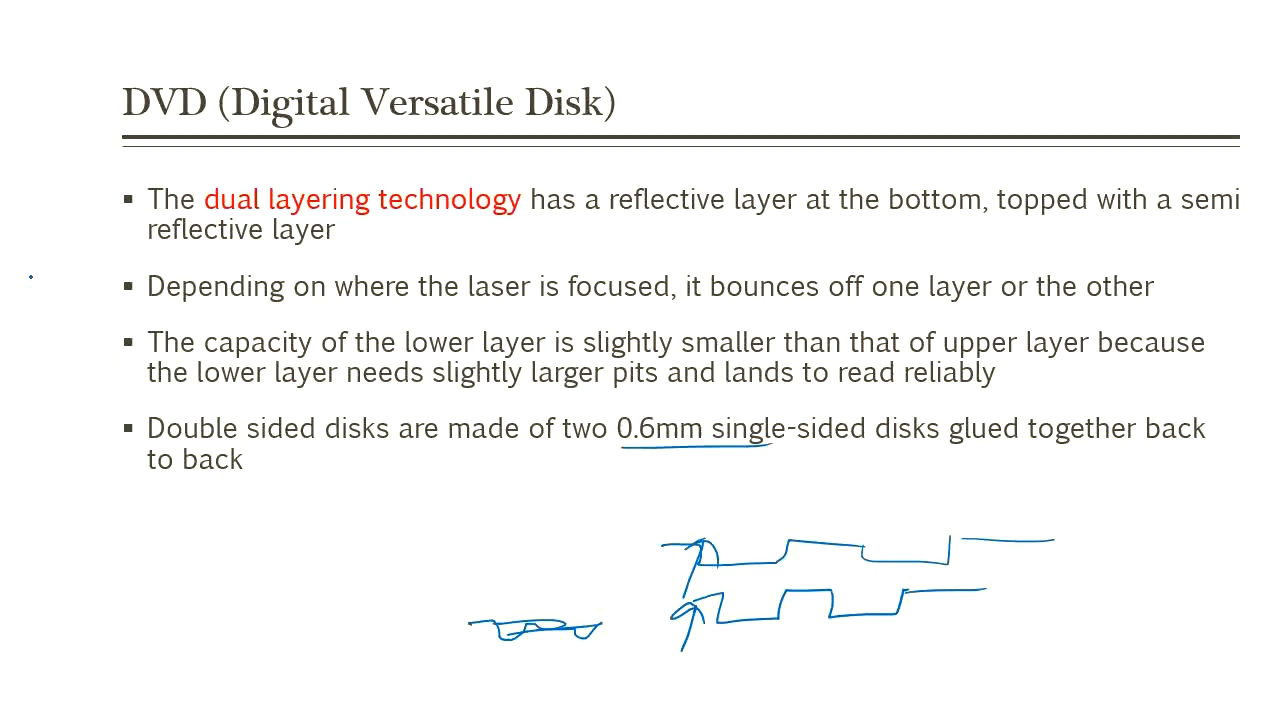 DVD (Digital Versatile Disk)
▪ The dual layering technology has a reflective layer at the bottom, topped with a semi
reflective layer
▪ Depending on where the laser is focused, it bounces off one layer or the other
▪ The capacity of the lower layer is slightly smaller than that of upper layer because
the lower layer needs slightly larger pits and lands to read reliably
▪ Double sided disks are made of two 0.6mm single-sided disks glued together back
to back